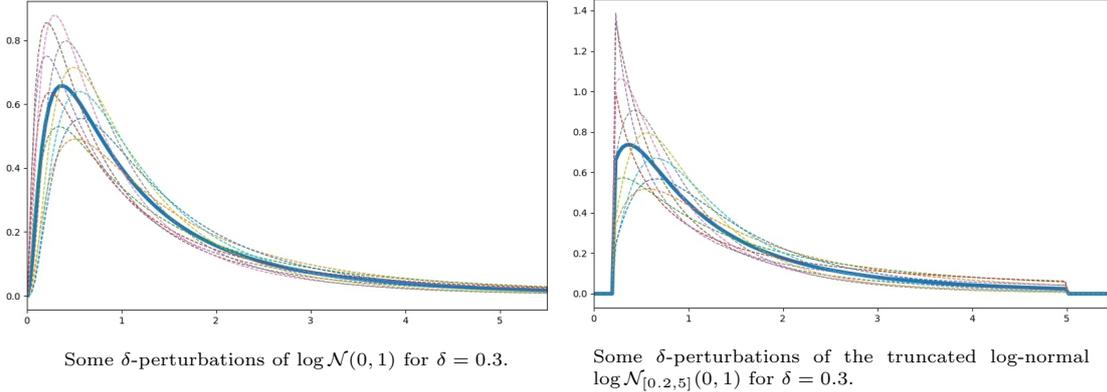 0.8
0.6
0.4
0.2
0.0
0 1 2 3 4 5
1.4
1.2
1.0
0.8
0.6
0.4
0.2
0.0
0 1 2 3 4 5
Some δ-perturbations of log 𝒩(0, 1) for δ = 0.3.
Some δ-perturbations of the truncated log-normal
log 𝒩[0.2,5](0, 1) for δ = 0.3.